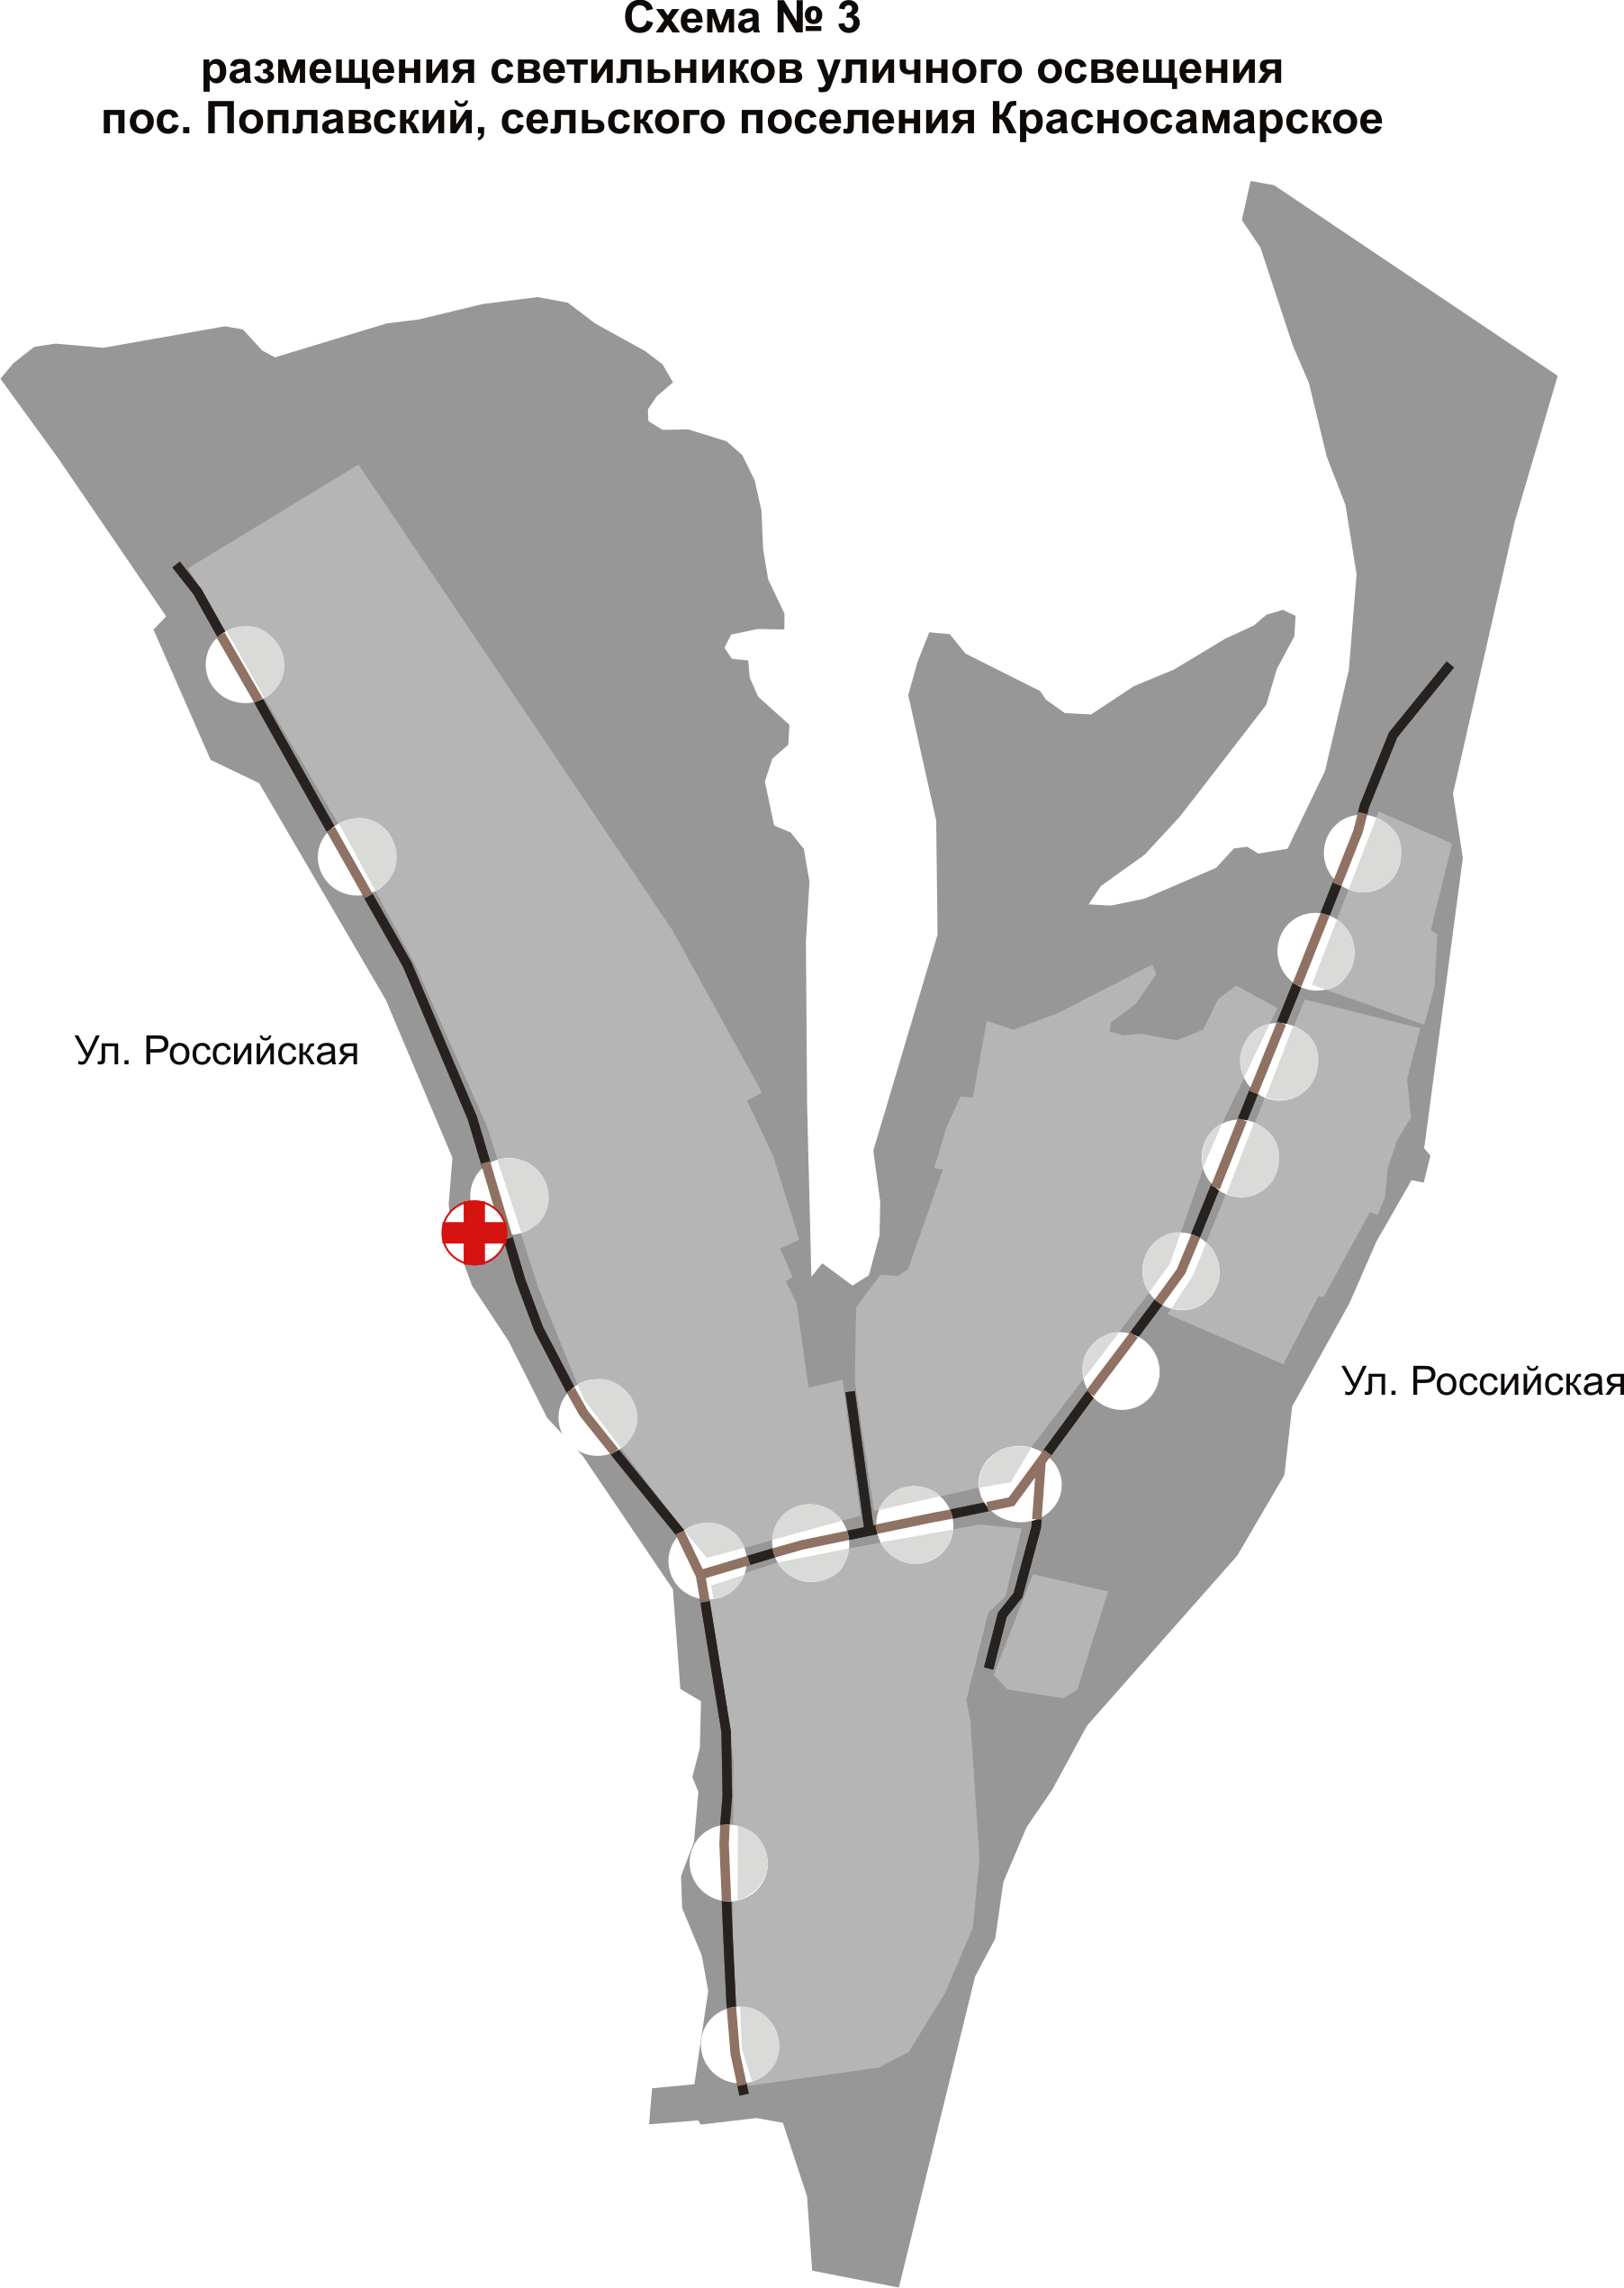 Схема № 3
размещения светильников уличного освещения
пос. Поплавский, сельского поселения Красносамарское
Ул. Российская
Ул. Российская